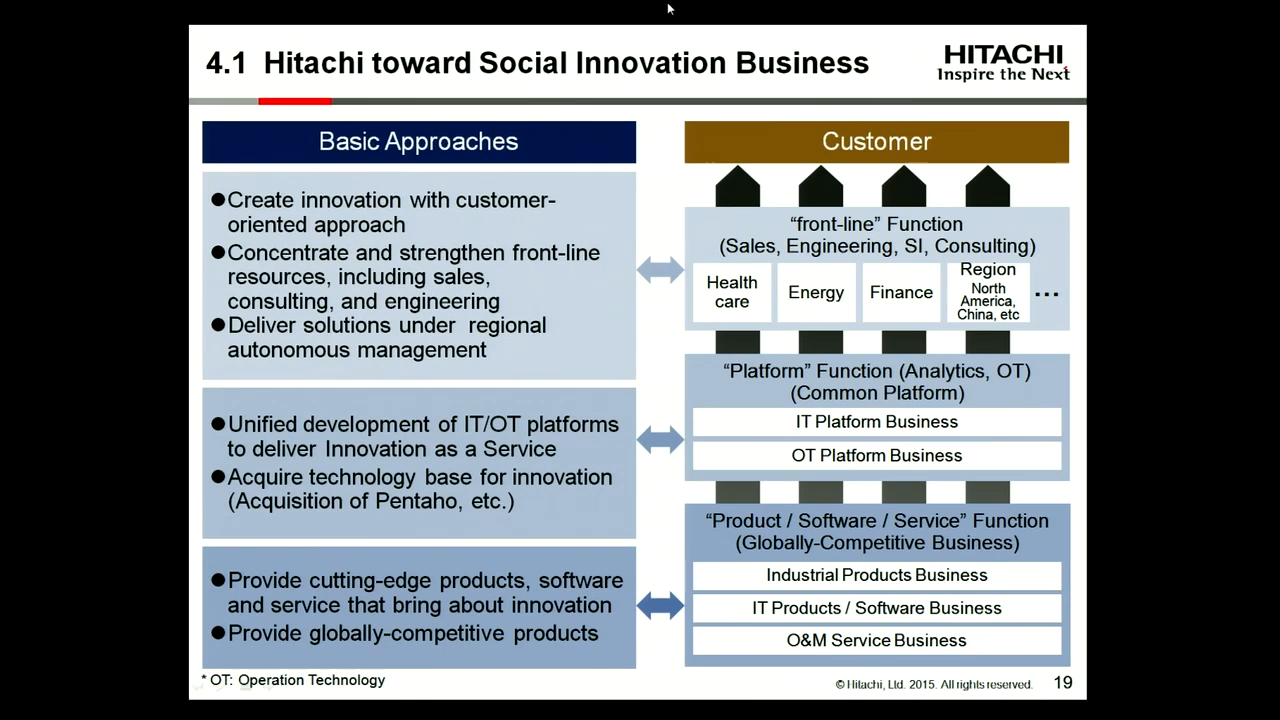 4.1 Hitachi toward Social Innovation Business
HITACHI
Inspire the Next
Basic Approaches
●Create innovation with customer-
oriented approach
●Concentrate and strengthen front-line
resources, including sales,
consulting, and engineering
●Deliver solutions under regional
autonomous management
●Unified development of IT/OT platforms
to deliver Innovation as a Service
●Acquire technology base for innovation
(Acquisition of Pentaho, etc.)
●Provide cutting-edge products, software
and service that bring about innovation
●Provide globally-competitive products
Customer
“front-line” Function
(Sales, Engineering, SI, Consulting)
Health
care
Energy
Finance
Region
North
America,
China, etc
...
“Platform” Function (Analytics, OT)
(Common Platform)
IT Platform Business
OT Platform Business
“Product / Software / Service” Function
(Globally-Competitive Business)
Industrial Products Business
IT Products / Software Business
O&M Service Business
* OT: Operation Technology
© Hitachi, Ltd. 2015. All rights reserved.
19